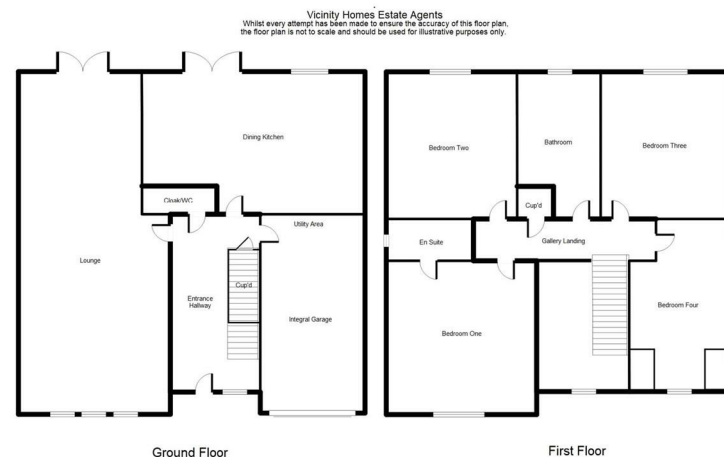 Vicinity Homes Estate Agents
Whilst every attempt has been made to ensure the accuracy of this floor plan,
the floor plan is not to scale and should be used for illustrative purposes only.
Dining Kitchen
Cloak/WC
Utility Area
Lounge
Cup'd
Entrance
Hallway
Integral Garage
Ground Floor
Bedroom Two
Bathroom
Bedroom Three
Cup'd
En Suite
Gallery Landing
Bedroom One
Bedroom Four
First Floor